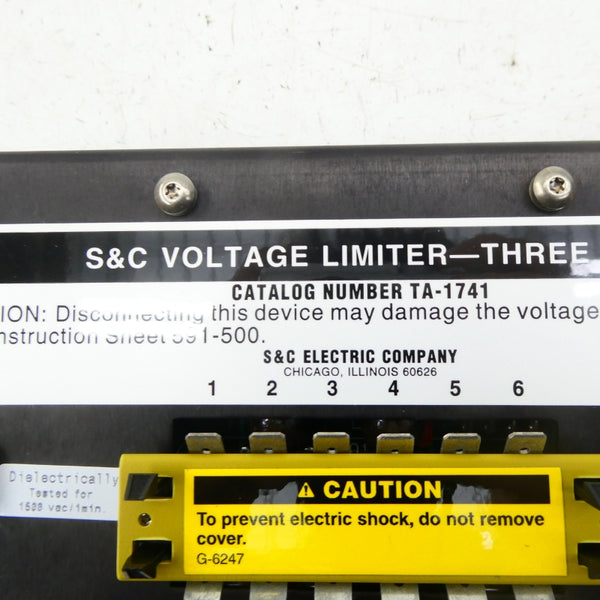 S&C VOLTAGE LIMITER—THREE
CATALOG NUMBER TA-1741
ION: Disconnecting this device may damage the voltage
nstruction Sheet 591-500.
S&C ELECTRIC COMPANY
CHICAGO, ILLINOIS 60626
1 2 3 4 5 6
Dielectrically
Tested for
1500 vac/1min.
⚠ CAUTION
To prevent electric shock, do not remove
cover.
G-6247